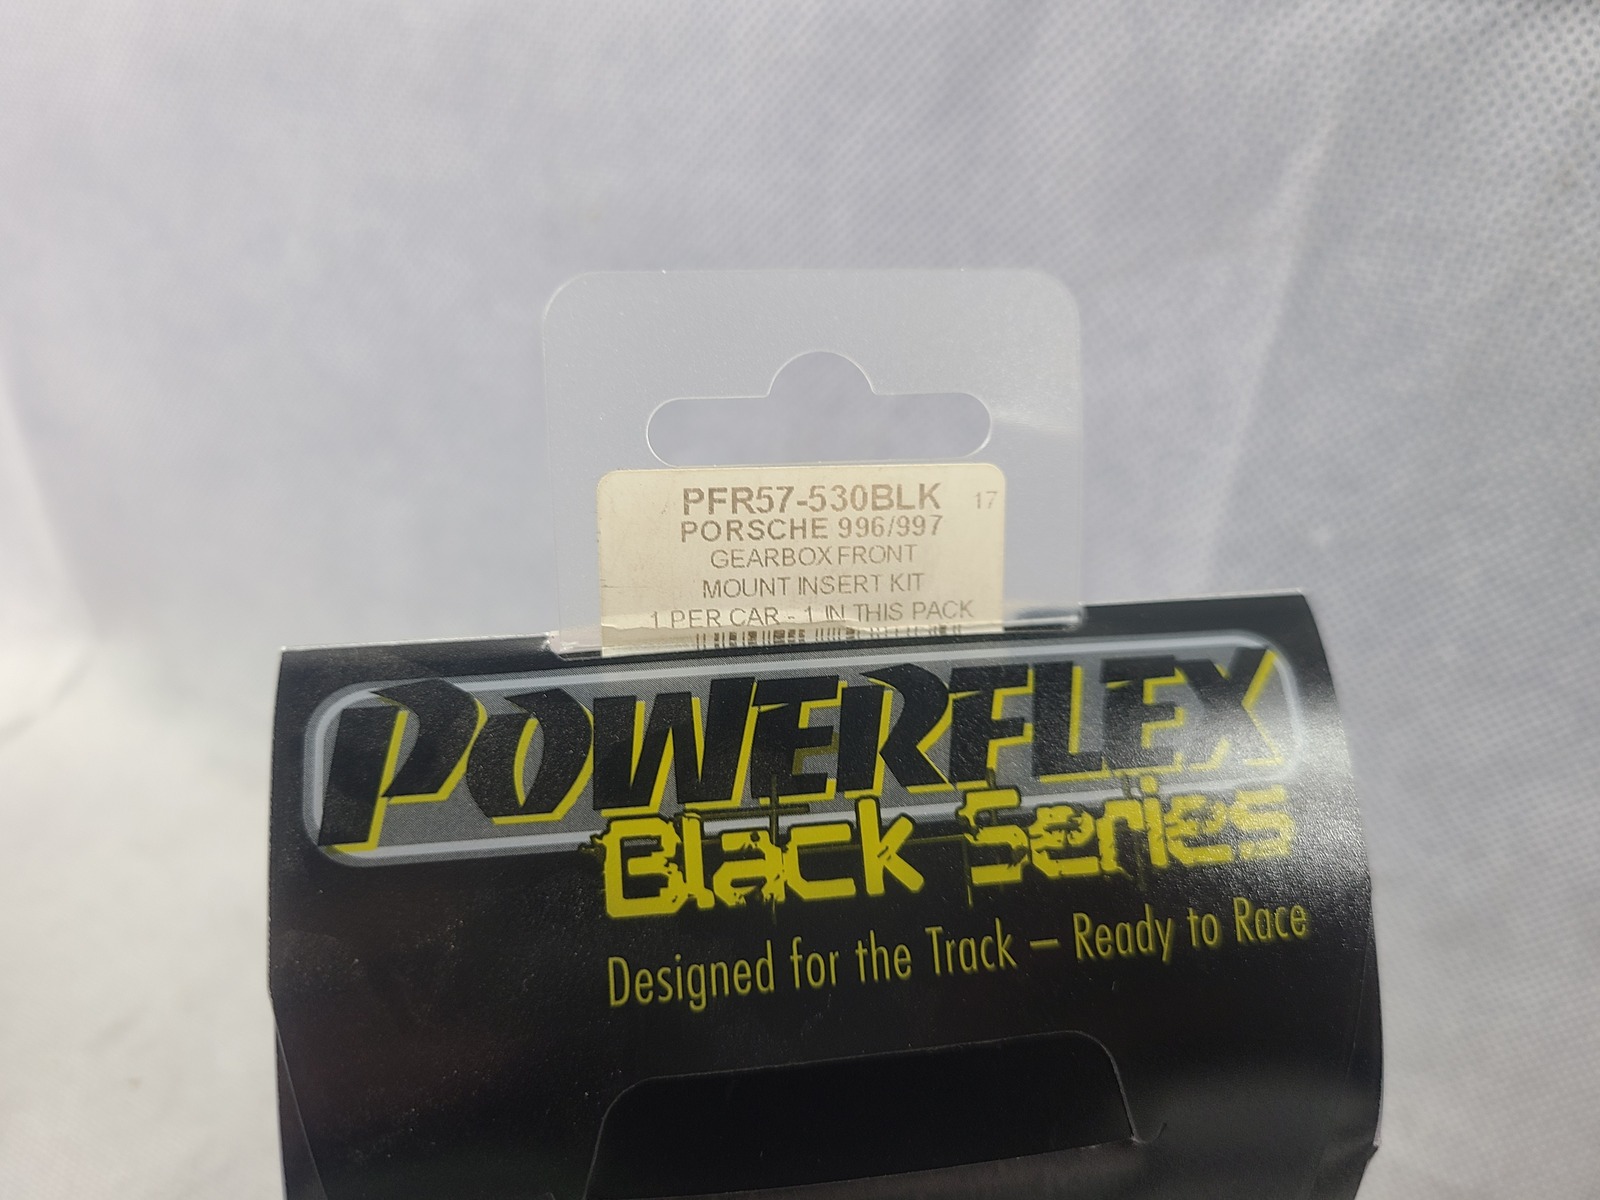 PFR57-530BLK 17
PORSCHE 996/997
GEARBOX FRONT
MOUNT INSERT KIT
1 PER CAR - 1 IN THIS PACK
POWERFLEX
Black Series
Designed for the Track – Ready to Race